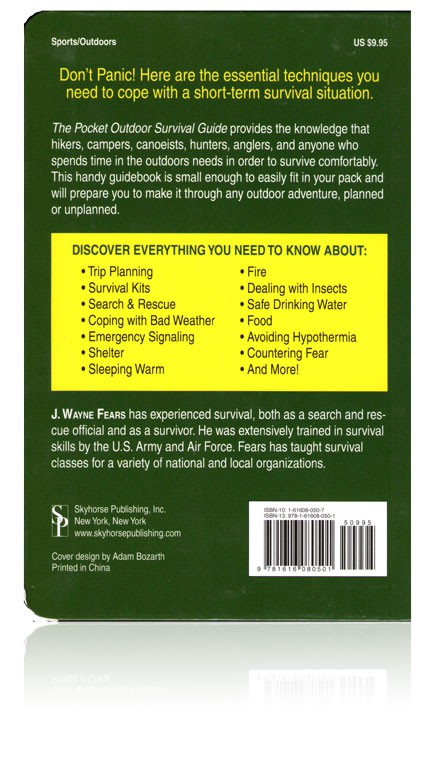 Sports/Outdoors
US $9.95
Don't Panic! Here are the essential techniques you
need to cope with a short-term survival situation.
The Pocket Outdoor Survival Guide provides the knowledge that
hikers, campers, canoeists, hunters, anglers, and anyone who
spends time in the outdoors needs in order to survive comfortably.
This handy guidebook is small enough to easily fit in your pack and
will prepare you to make it through any outdoor adventure, planned
or unplanned.
DISCOVER EVERYTHING YOU NEED TO KNOW ABOUT:
• Trip Planning
• Survival Kits
• Search & Rescue
• Coping with Bad Weather
• Emergency Signaling
• Shelter
• Sleeping Warm
• Fire
• Dealing with Insects
• Safe Drinking Water
• Food
• Avoiding Hypothermia
• Countering Fear
• And More!
J. WAYNE FEARS has experienced survival, both as a search and res-
cue official and as a survivor. He was extensively trained in survival
skills by the U.S. Army and Air Force. Fears has taught survival
classes for a variety of national and local organizations.
SP
Skyhorse Publishing, Inc.
New York, New York
www.skyhorsepublishing.com
Cover design by Adam Bozarth
Printed in China
ISBN-10: 1-61608-050-7
ISBN-13: 978-1-61608-050-1
50995
9 781616 080501